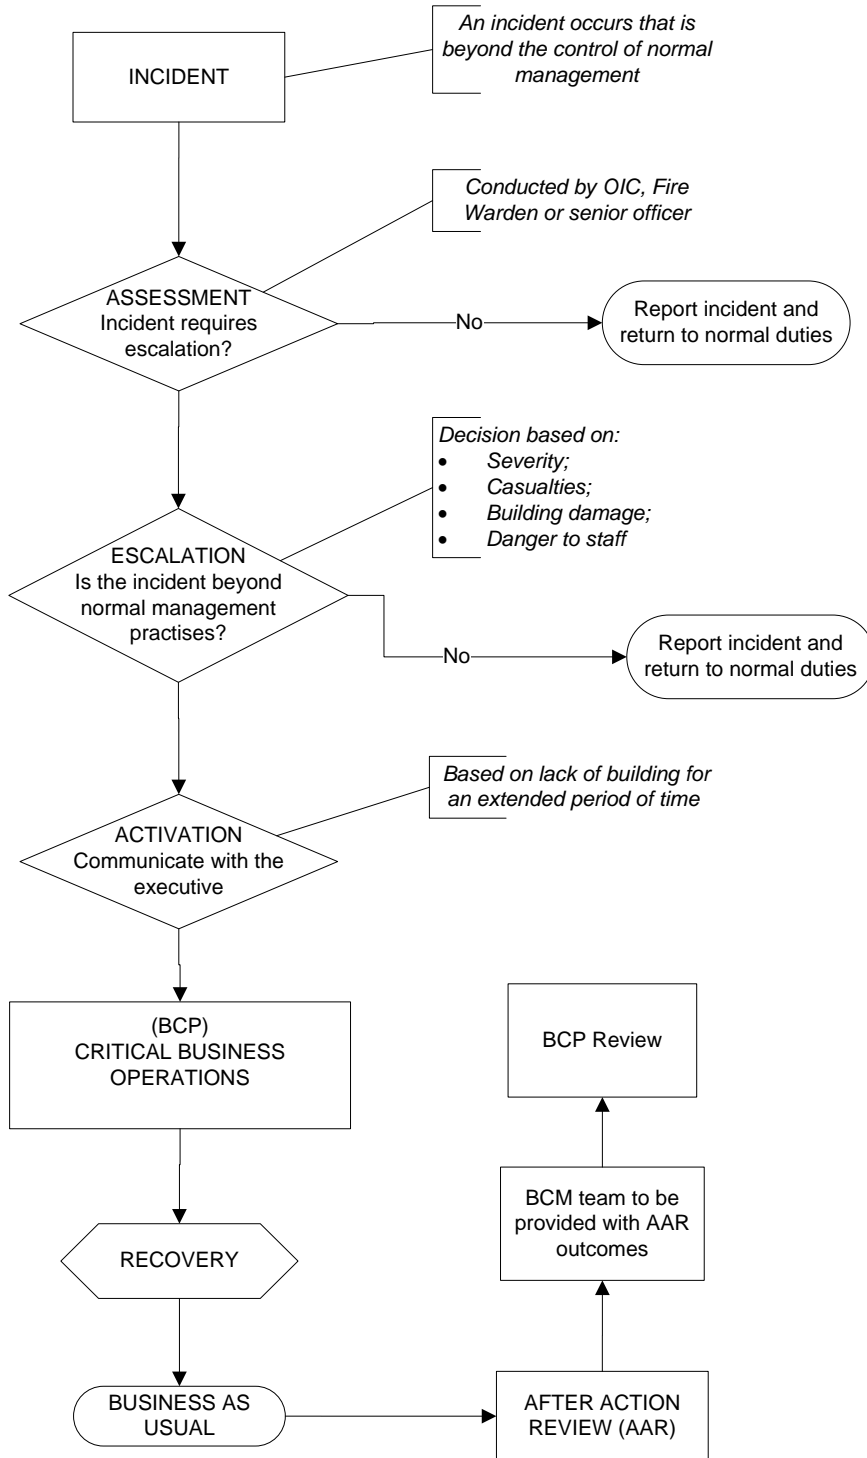 An incident occurs that is
beyond the control of normal
management
INCIDENT
Conducted by OIC, Fire
Warden or senior officer
ASSESSMENT
Incident requires
escalation?
No
Report incident and
return to normal duties
Decision based on:
• Severity;
• Casualties;
• Building damage;
• Danger to staff
ESCALATION
Is the incident beyond
normal management
practises?
No
Report incident and
return to normal duties
Based on lack of building for
an extended period of time
ACTIVATION
Communicate with the
executive
(BCP)
CRITICAL BUSINESS
OPERATIONS
BCP Review
BCM team to be
provided with AAR
outcomes
RECOVERY
BUSINESS AS
USUAL
AFTER ACTION
REVIEW (AAR)